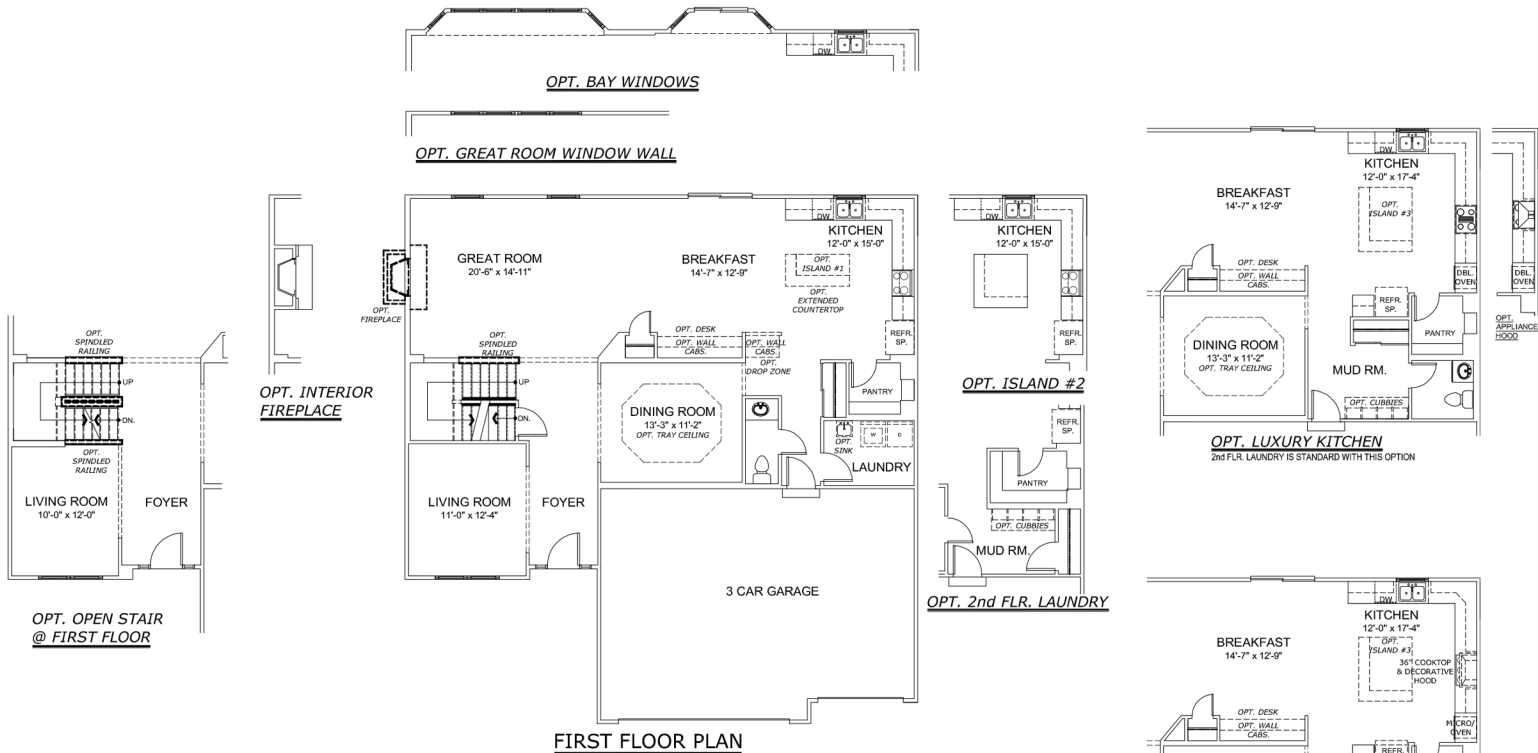 DW.
OPT. BAY WINDOWS
OPT. GREAT ROOM WINDOW WALL
OPT. INTERIOR
FIREPLACE
OPT.
SPINDLED
RAILING
UP
DN.
OPT.
SPINDLED
RAILING
LIVING ROOM
10'-0" x 12'-0"
FOYER
OPT. OPEN STAIR
@ FIRST FLOOR
OPT.
FIREPLACE
GREAT ROOM
20'-6" x 14'-11"
BREAKFAST
14'-7" x 12'-9"
DW.
KITCHEN
12'-0" x 15'-0"
OPT.
ISLAND #1
OPT.
EXTENDED
COUNTERTOP
REFR.
SP.
OPT. DESK
OPT. WALL
CABS.
OPT. WALL
CABS.
OPT.
DROP ZONE
PANTRY
OPT.
SPINDLED
RAILING
UP
DN.
DINING ROOM
13'-3" x 11'-2"
OPT. TRAY CEILING
OPT.
SINK
W
D
LAUNDRY
LIVING ROOM
11'-0" x 12'-4"
FOYER
3 CAR GARAGE
FIRST FLOOR PLAN
DW.
KITCHEN
12'-0" x 15'-0"
REFR.
SP.
OPT. ISLAND #2
REFR.
SP.
PANTRY
OPT. CUBBIES
MUD RM.
OPT. 2nd FLR. LAUNDRY
DW.
KITCHEN
12'-0" x 17'-4"
BREAKFAST
14'-7" x 12'-9"
OPT.
ISLAND #3
OPT. DESK
OPT. WALL
CABS.
DBL.
OVEN
REFR.
SP.
PANTRY
DINING ROOM
13'-3" x 11'-2"
OPT. TRAY CEILING
MUD RM.
OPT. CUBBIES
OPT. LUXURY KITCHEN
2nd FLR. LAUNDRY IS STANDARD WITH THIS OPTION
DBL.
OVEN
OPT.
APPLIANCE
HOOD
DW.
KITCHEN
12'-0" x 17'-4"
BREAKFAST
14'-7" x 12'-9"
OPT.
ISLAND #3
36" COOKTOP
& DECORATIVE
HOOD
OPT. DESK
OPT. WALL
CABS.
MICRO/
OVEN
REFR.